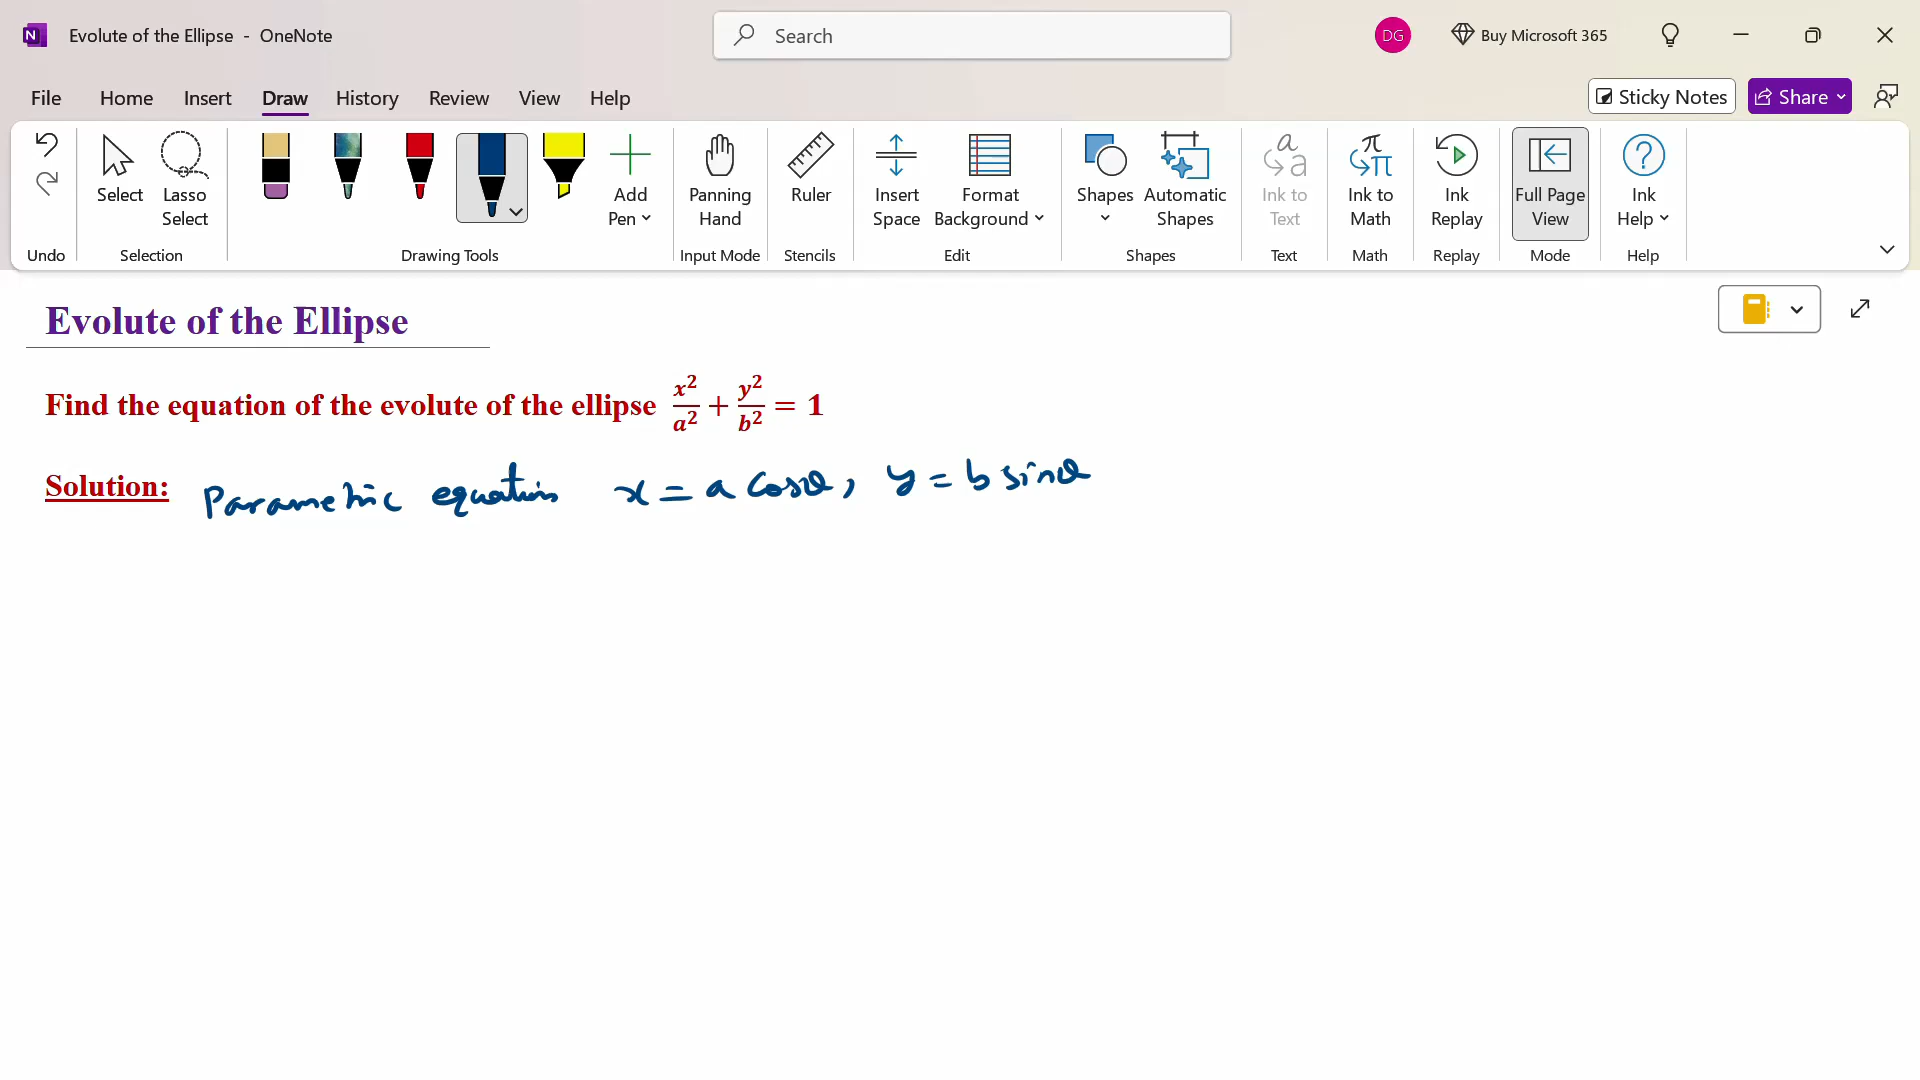 Evolute of the Ellipse - OneNote
Search
DG
Buy Microsoft 365
File Home Insert Draw History Review View Help
Sticky Notes Share
Select
Lasso Select
Add Pen
Panning Hand
Ruler
Insert Space
Format Background
Shapes
Automatic Shapes
Ink to Text
Ink to Math
Ink Replay
Full Page View
Ink Help
Undo Selection Drawing Tools Input Mode Stencils Edit Shapes Text Math Replay Mode Help
Evolute of the Ellipse
Find the equation of the evolute of the ellipse x²/a² + y²/b² = 1
Solution: Parametric equations x = a cosθ, y = b sinθ